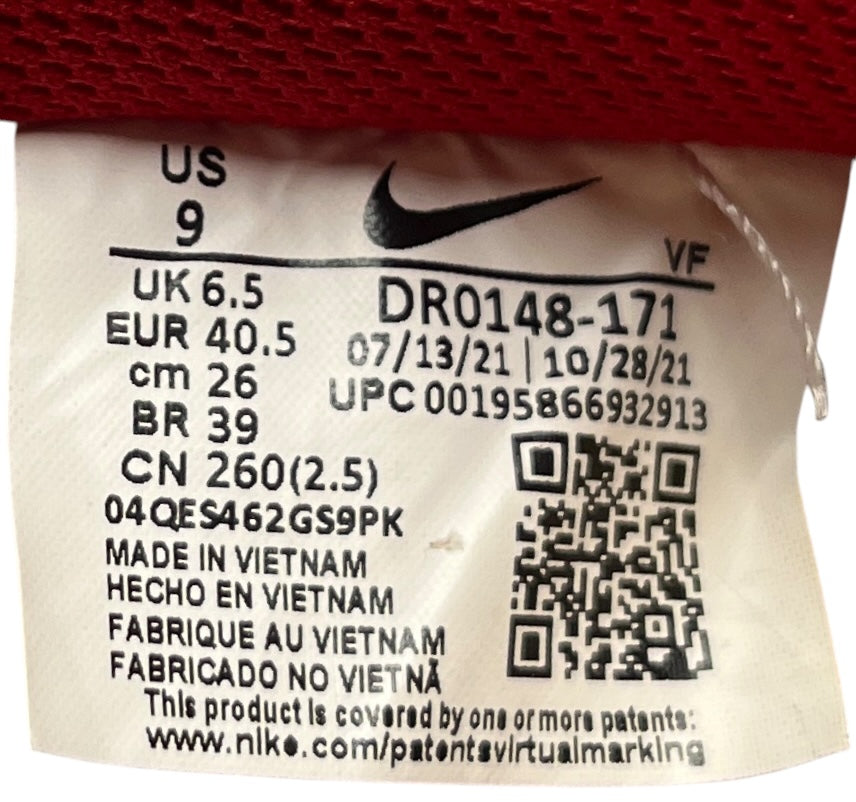 US
9
VF
UK 6.5
EUR 40.5
cm 26
BR 39
CN 260(2.5)
DR0148-171
07/13/21 | 10/28/21
UPC 00195866932913
04QES462GS9PK
MADE IN VIETNAM
HECHO EN VIETNAM
FABRIQUE AU VIETNAM
FABRICADO NO VIETNÃ
This product is covered by one or more patents:
www.nike.com/patentsvirtualmarking